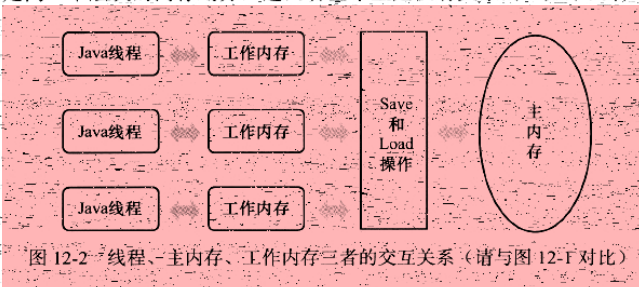 Java线程
工作内存
Java线程
工作内存
Java线程
工作内存
Save
和
Load
操作
主
内
存
图 12-2 线程、主内存、工作内存三者的交互关系（请与图 12-1 对比）